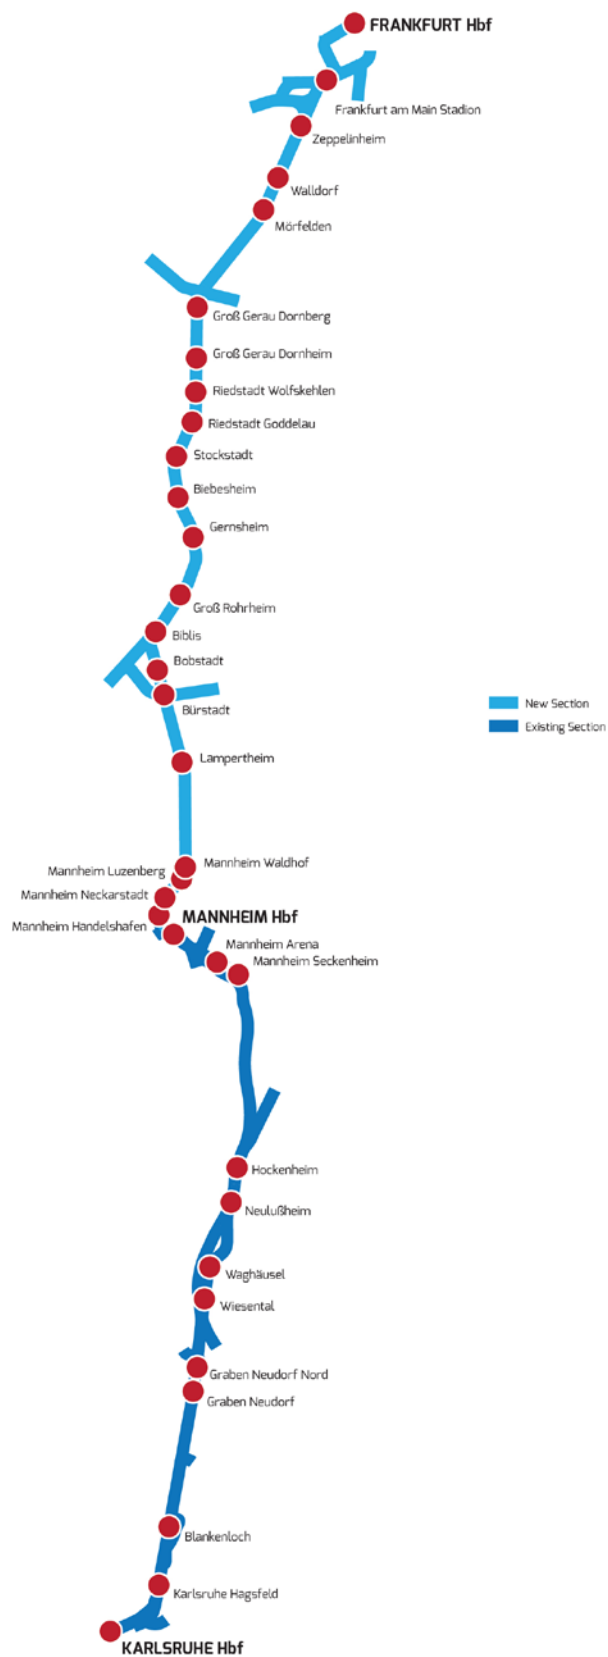 FRANKFURT Hbf
Frankfurt am Main Stadion
Zeppelinheim
Walldorf
Mörfelden
Groß Gerau Dornberg
Groß Gerau Dornheim
Riedstadt Wolfskehlen
Riedstadt Goddelau
Stockstadt
Biebesheim
Gernsheim
Groß Rohrheim
Biblis
Bobstadt
Bürstadt
New Section
Existing Section
Lampertheim
Mannheim Waldhof
Mannheim Luzenberg
Mannheim Neckarstadt
MANNHEIM Hbf
Mannheim Handelshafen
Mannheim Arena
Mannheim Seckenheim
Hockenheim
Neulußheim
Waghäusel
Wiesental
Graben Neudorf Nord
Graben Neudorf
Blankenloch
Karlsruhe Hagsfeld
KARLSRUHE Hbf